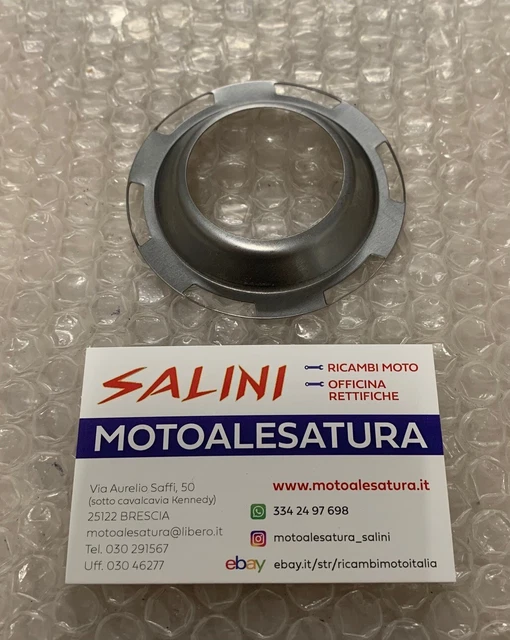 SALINI
RICAMBI MOTO
OFFICINA
RETTIFICHE
MOTOALESATURA
Via Aurelio Saffi, 50
(sotto cavalcavia Kennedy)
25122 BRESCIA
motoalesatura@libero.it
Tel. 030 291567
Uff. 030 46277
www.motoalesatura.it
334 24 97 698
motoalesatura_salini
ebay ebay.it/str/ricambimotoitalia